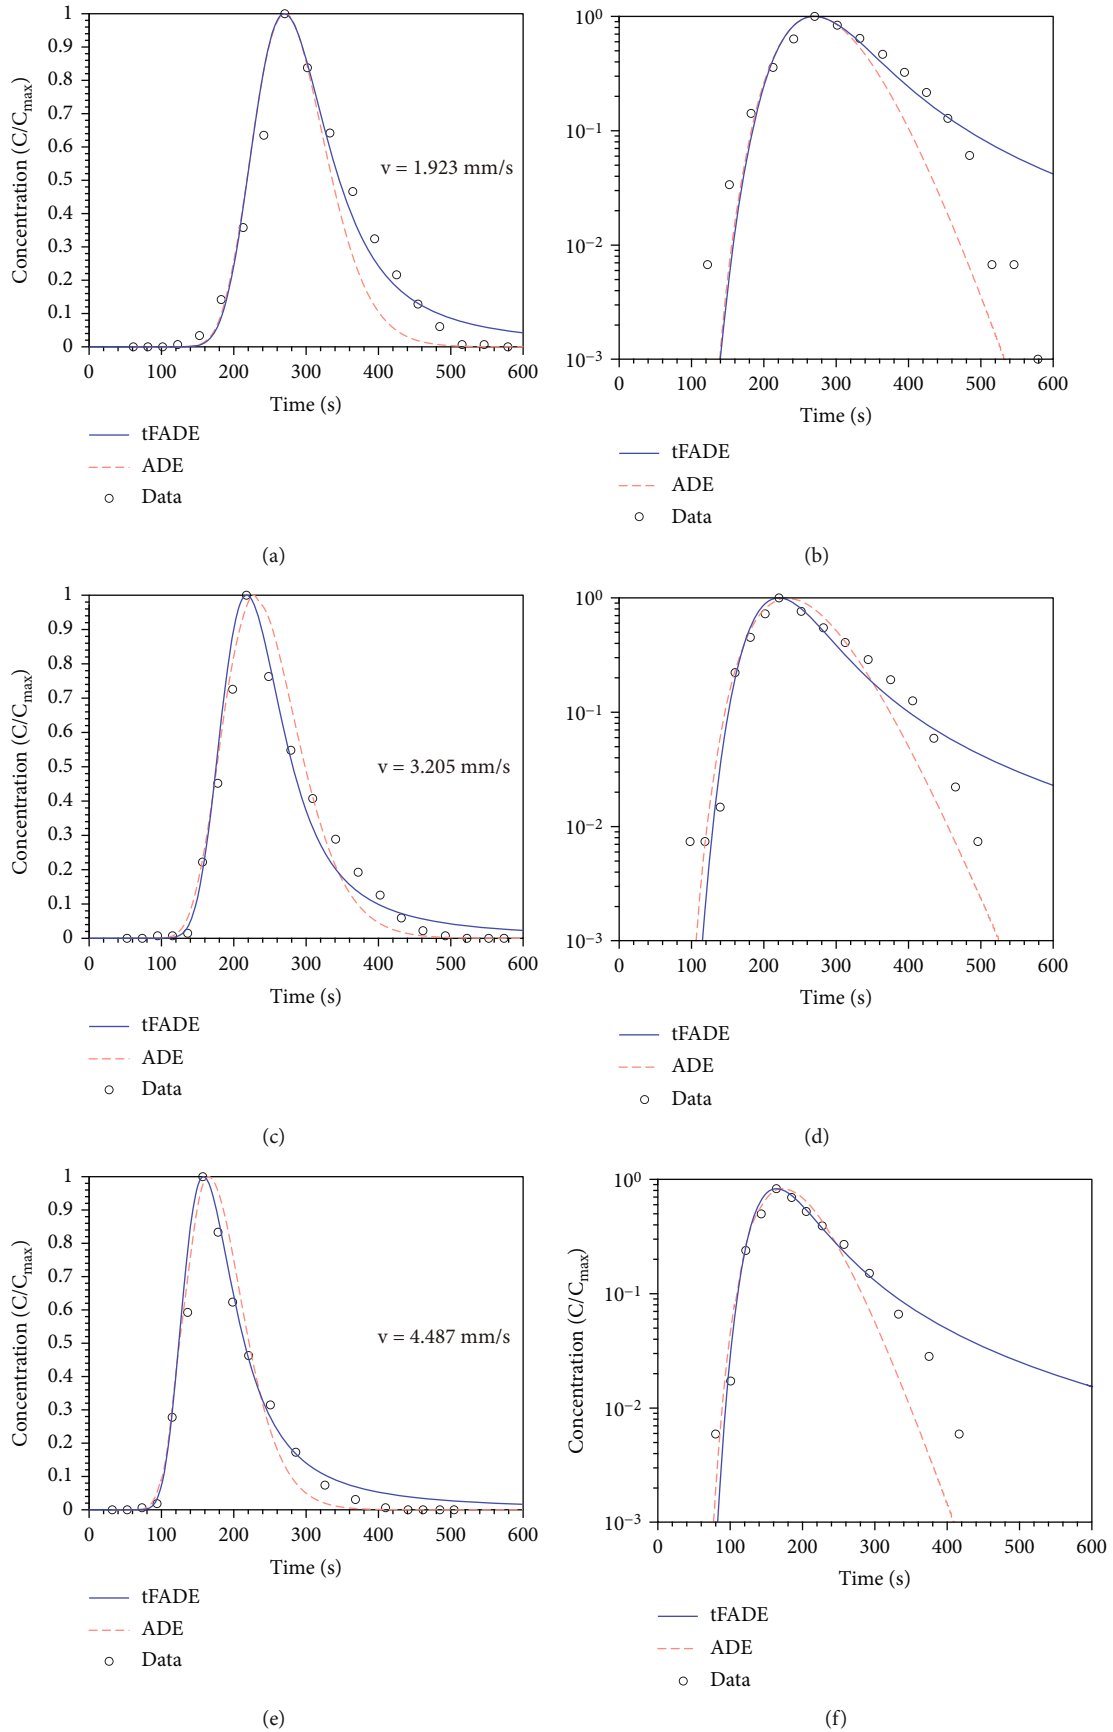 Concentration (C/Cmax)
1
0.9
0.8
0.7
0.6
0.5
0.4
0.3
0.2
0.1
0
v = 1.923 mm/s
0 100 200 300 400 500 600
Time (s)
tFADE
ADE
Data
(a)
Concentration (C/Cmax)
10⁰
10⁻¹
10⁻²
10⁻³
0 100 200 300 400 500 600
Time (s)
tFADE
ADE
Data
(b)
Concentration (C/Cmax)
1
0.9
0.8
0.7
0.6
0.5
0.4
0.3
0.2
0.1
0
v = 3.205 mm/s
0 100 200 300 400 500 600
Time (s)
tFADE
ADE
Data
(c)
Concentration (C/Cmax)
10⁰
10⁻¹
10⁻²
10⁻³
0 100 200 300 400 500 600
Time (s)
tFADE
ADE
Data
(d)
Concentration (C/Cmax)
1
0.9
0.8
0.7
0.6
0.5
0.4
0.3
0.2
0.1
0
v = 4.487 mm/s
0 100 200 300 400 500 600
Time (s)
tFADE
ADE
Data
(e)
Concentration (C/Cmax)
10⁰
10⁻¹
10⁻²
10⁻³
0 100 200 300 400 500 600
Time (s)
tFADE
ADE
Data
(f)